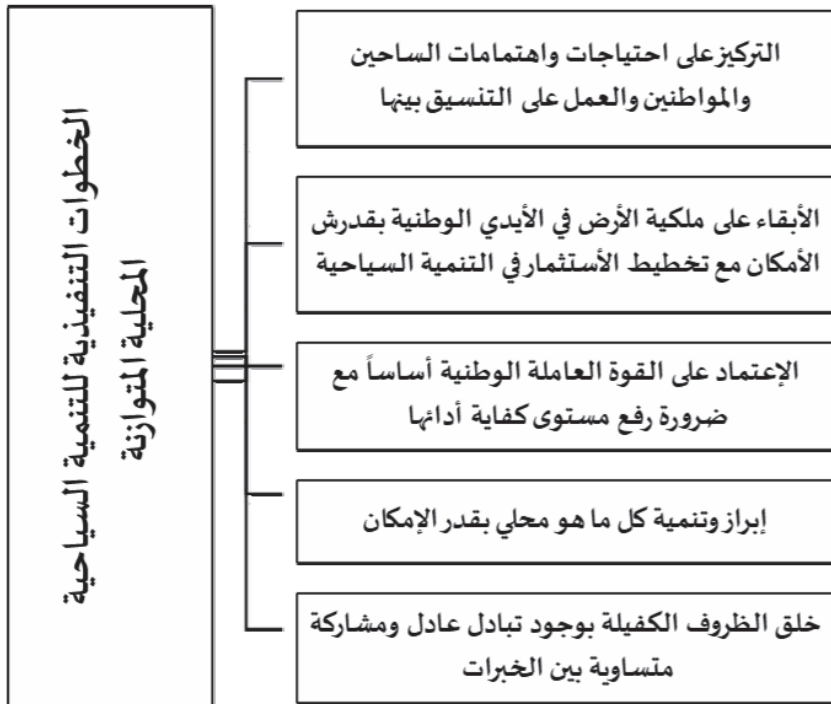 الخطوات التنفيذية للتنمية السياحية
المحلية المتوازنة
التركيز على احتياجات واهتمامات الساحين
والمواطنين والعمل على التنسيق بينها
الأبقاء على ملكية الأرض في الأيدي الوطنية بقدرش
الأمكان مع تخطيط الأستثمار في التنمية السياحية
الإعتماد على القوة العاملة الوطنية أساساً مع
ضرورة رفع مستوى كفاية أدائها
إبراز وتنمية كل ما هو محلي بقدر الإمكان
خلق الظروف الكفيلة بوجود تبادل عادل ومشاركة
متساوية بين الخبرات